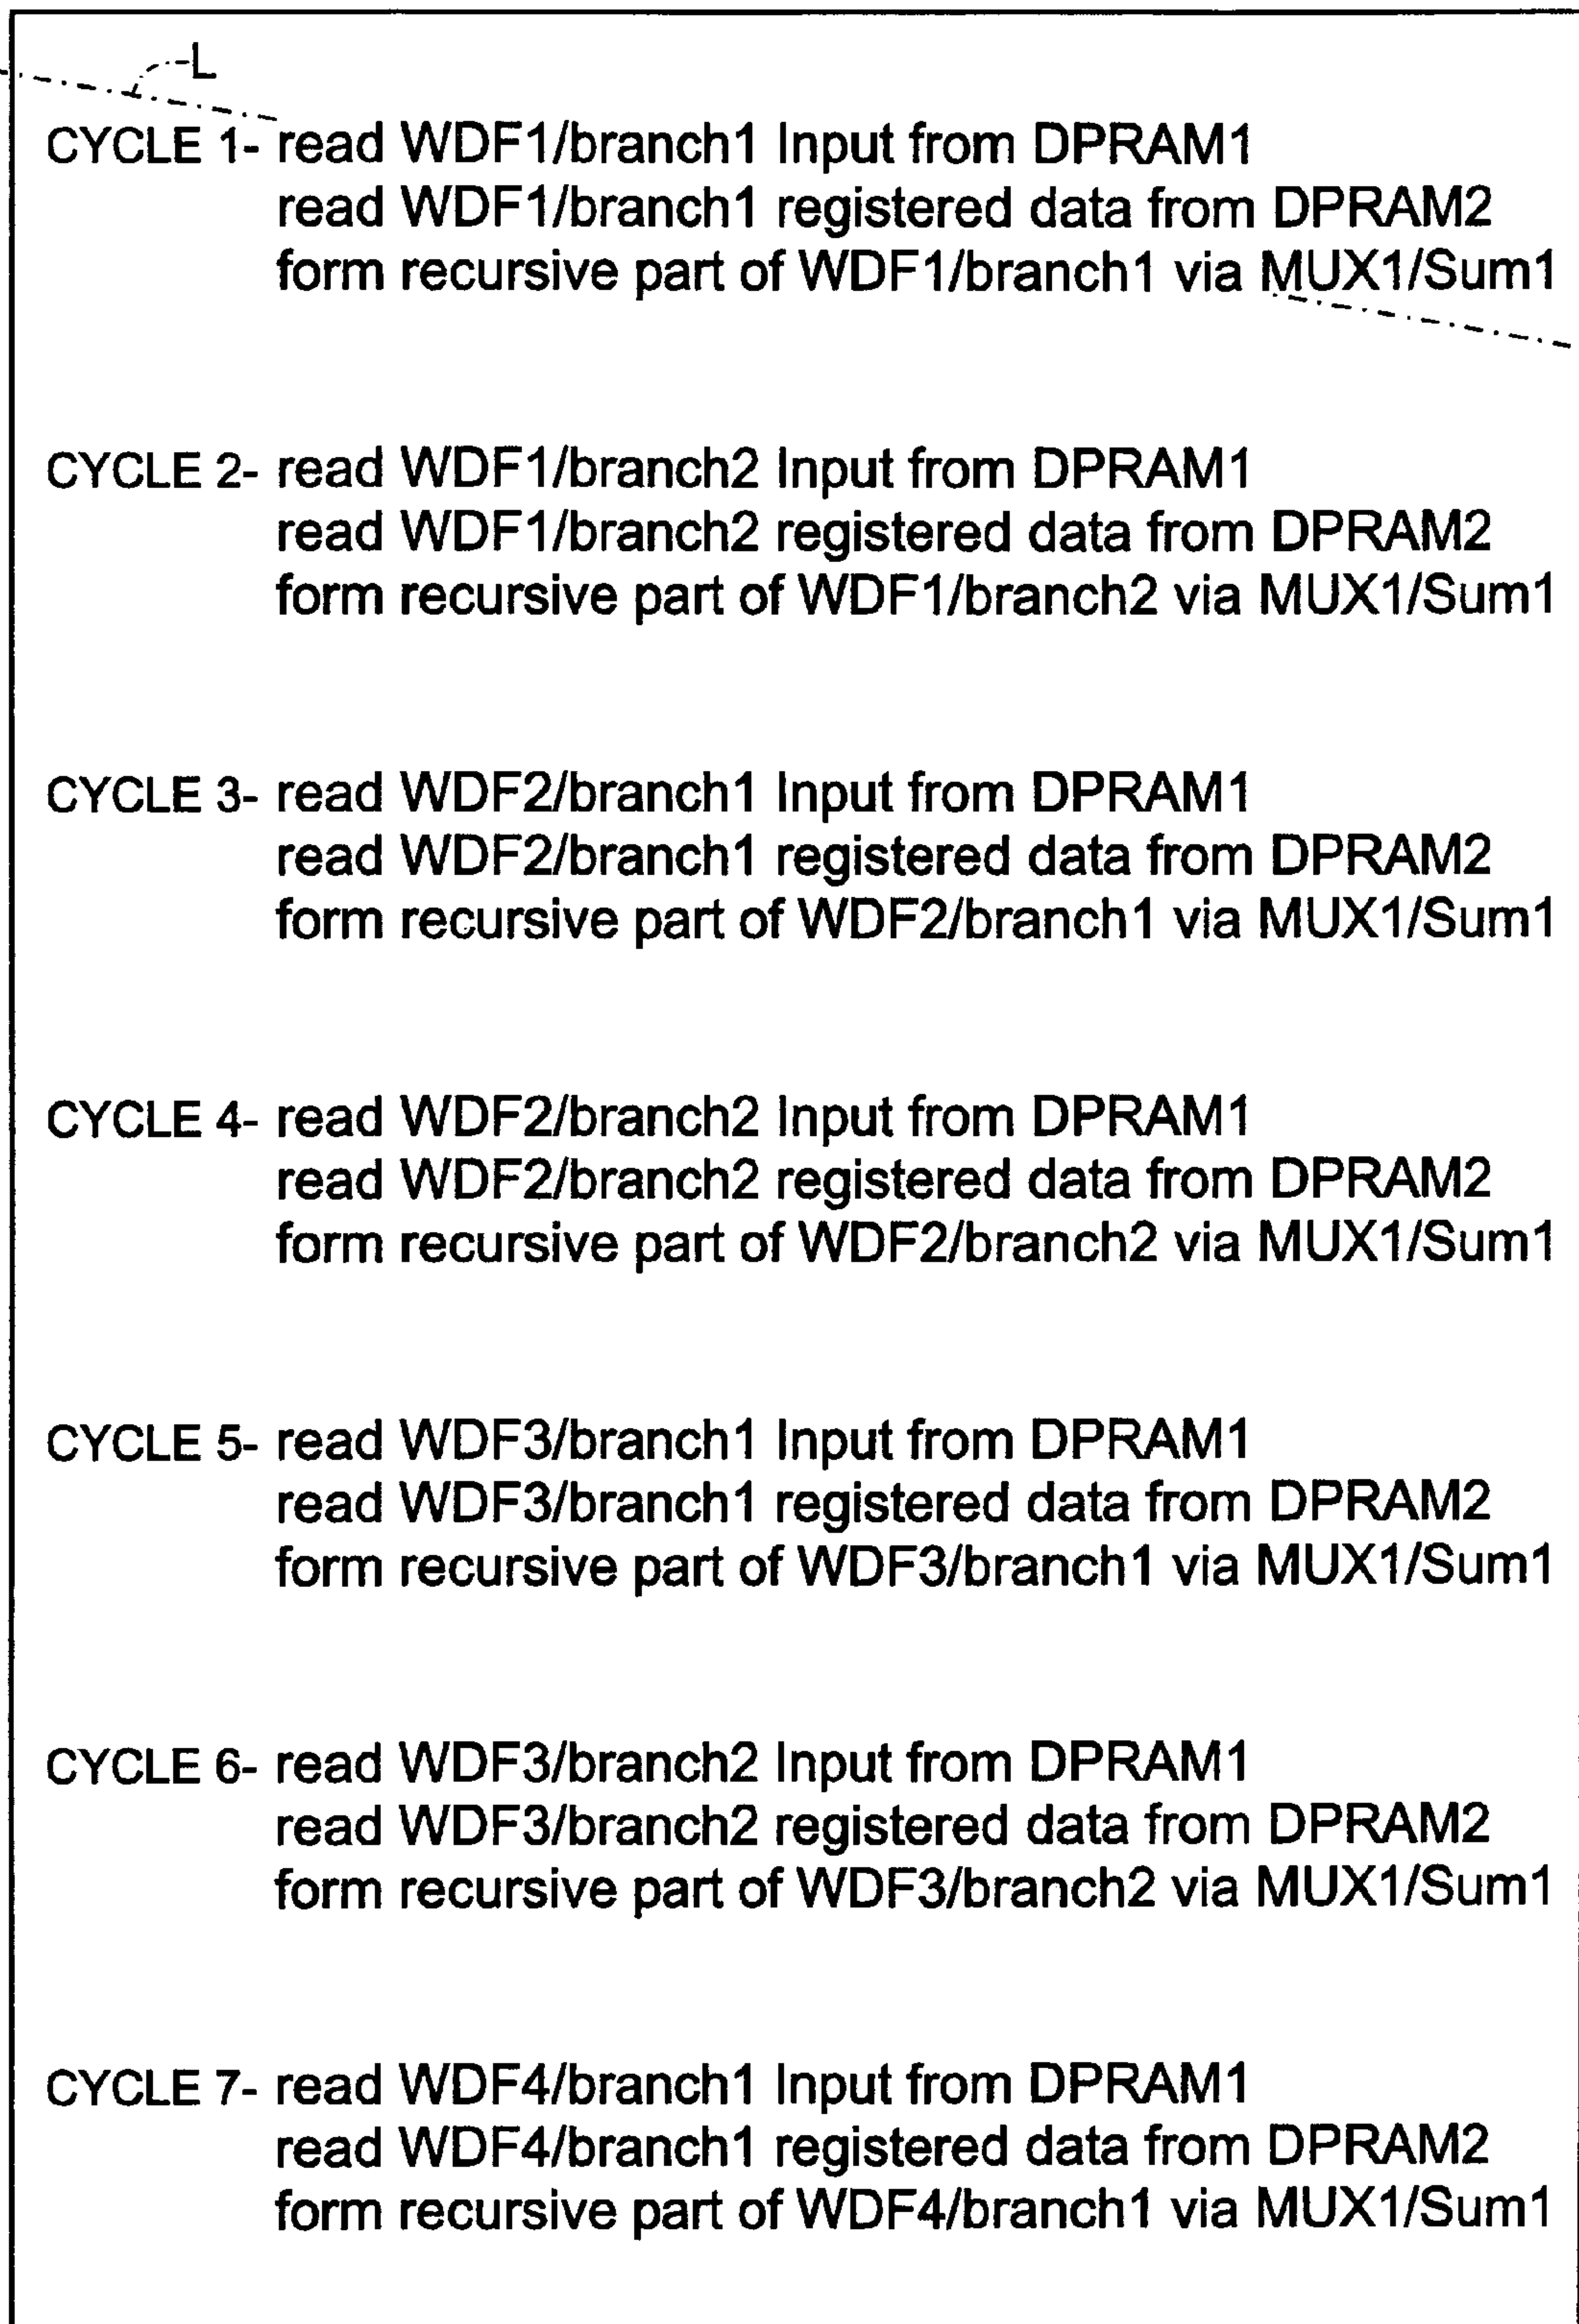 L
CYCLE 1- read WDF1/branch1 Input from DPRAM1
read WDF1/branch1 registered data from DPRAM2
form recursive part of WDF1/branch1 via MUX1/Sum1
CYCLE 2- read WDF1/branch2 Input from DPRAM1
read WDF1/branch2 registered data from DPRAM2
form recursive part of WDF1/branch2 via MUX1/Sum1
CYCLE 3- read WDF2/branch1 Input from DPRAM1
read WDF2/branch1 registered data from DPRAM2
form recursive part of WDF2/branch1 via MUX1/Sum1
CYCLE 4- read WDF2/branch2 Input from DPRAM1
read WDF2/branch2 registered data from DPRAM2
form recursive part of WDF2/branch2 via MUX1/Sum1
CYCLE 5- read WDF3/branch1 Input from DPRAM1
read WDF3/branch1 registered data from DPRAM2
form recursive part of WDF3/branch1 via MUX1/Sum1
CYCLE 6- read WDF3/branch2 Input from DPRAM1
read WDF3/branch2 registered data from DPRAM2
form recursive part of WDF3/branch2 via MUX1/Sum1
CYCLE 7- read WDF4/branch1 Input from DPRAM1
read WDF4/branch1 registered data from DPRAM2
form recursive part of WDF4/branch1 via MUX1/Sum1